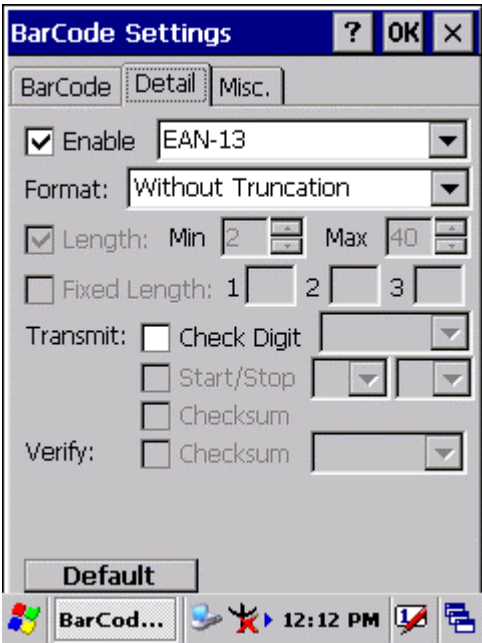 BarCode Settings ? OK ×
BarCode Detail Misc.
Enable EAN-13
Format: Without Truncation
Length: Min 2 Max 40
Fixed Length: 1 2 3
Transmit: Check Digit
Start/Stop
Checksum
Verify: Checksum
Default
BarCod... 12:12 PM 1